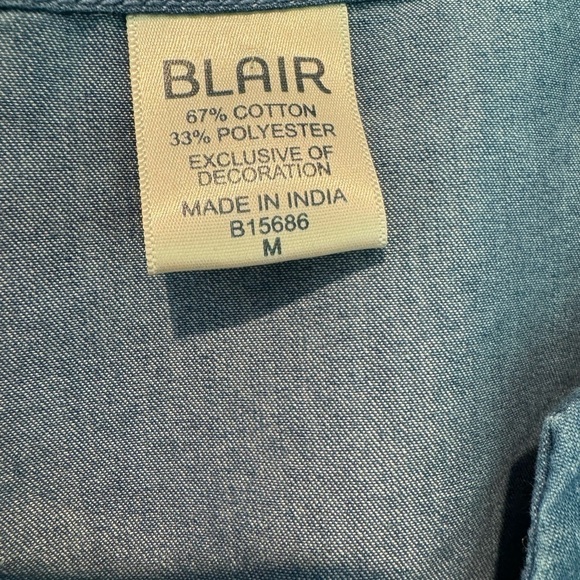 BLAIR
67% COTTON
33% POLYESTER
EXCLUSIVE OF
DECORATION
MADE IN INDIA
B15686
M